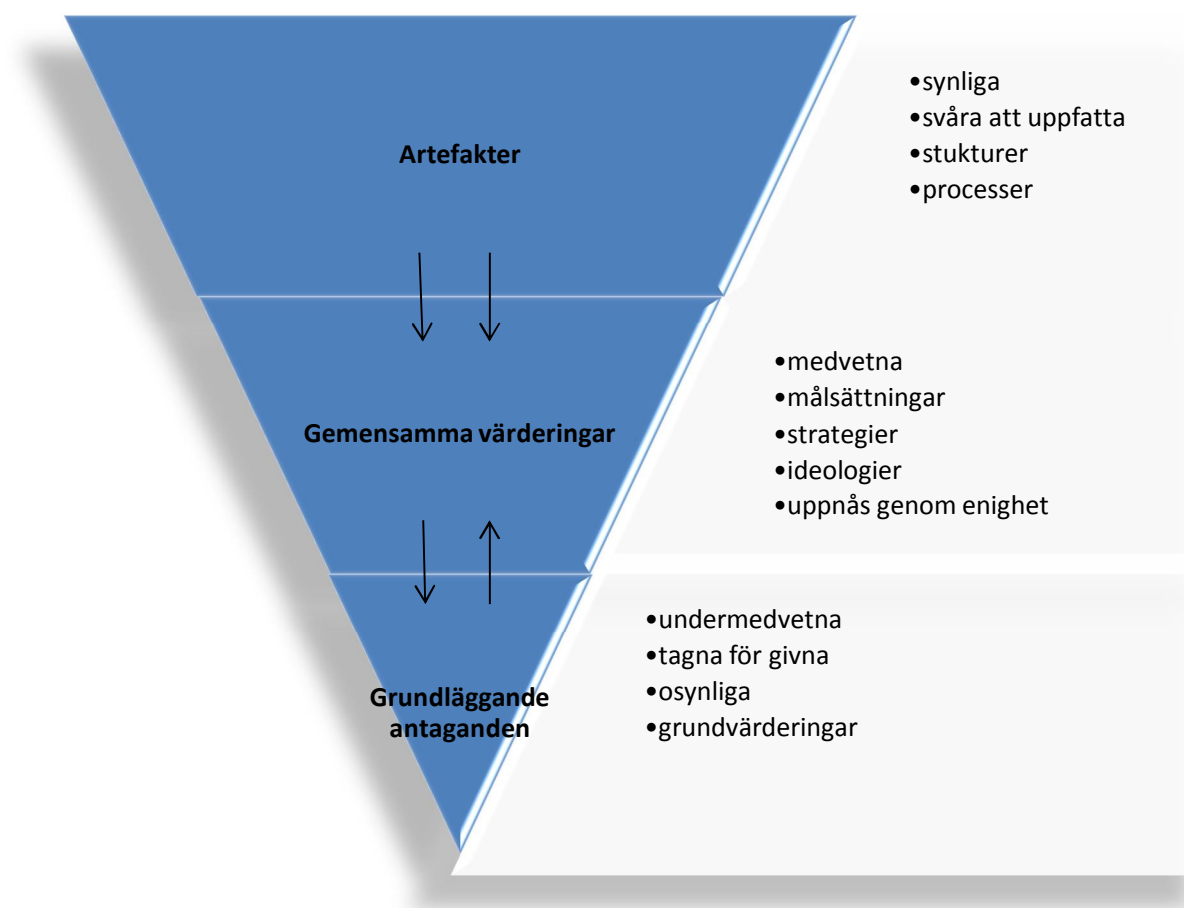 Artefakter
•synliga
•svåra att uppfatta
•stukturer
•processer
Gemensamma värderingar
•medvetna
•målsättningar
•strategier
•ideologier
•uppnås genom enighet
Grundläggande
antaganden
•undermedvetna
•tagna för givna
•osynliga
•grundvärderingar